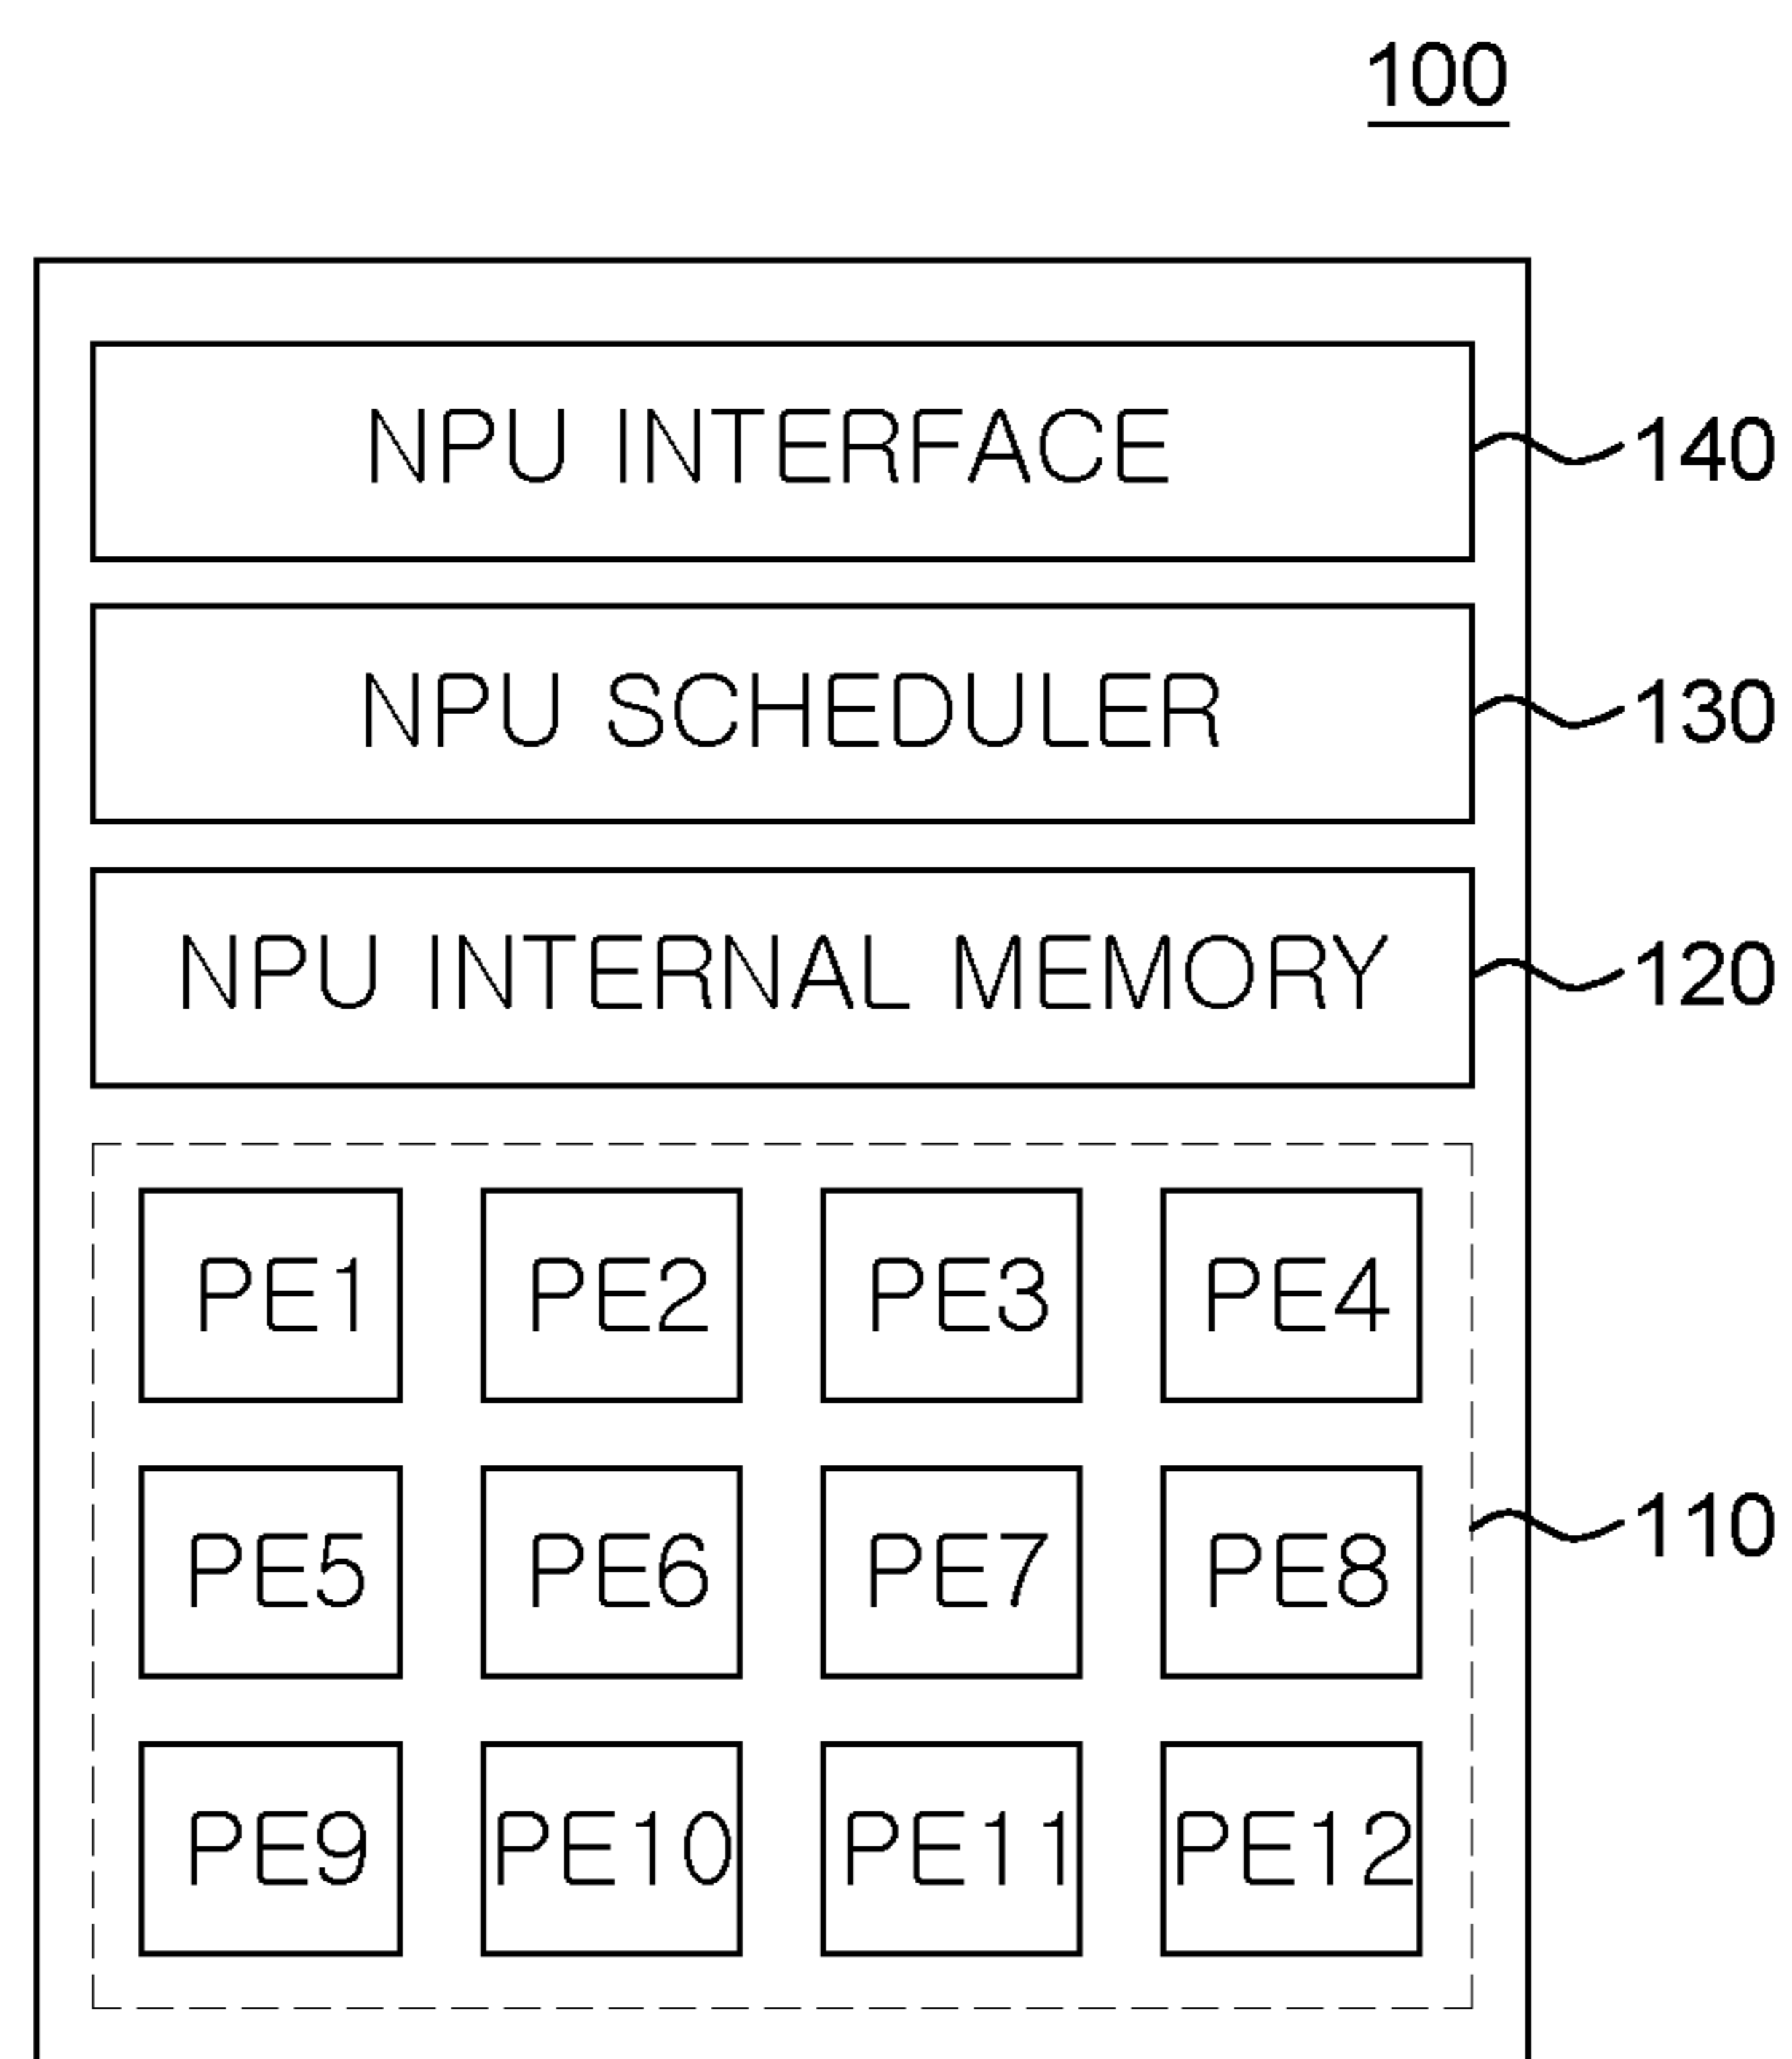 100
NPU INTERFACE 140
NPU SCHEDULER 130
NPU INTERNAL MEMORY 120
PE1 PE2 PE3 PE4
PE5 PE6 PE7 PE8 110
PE9 PE10 PE11 PE12